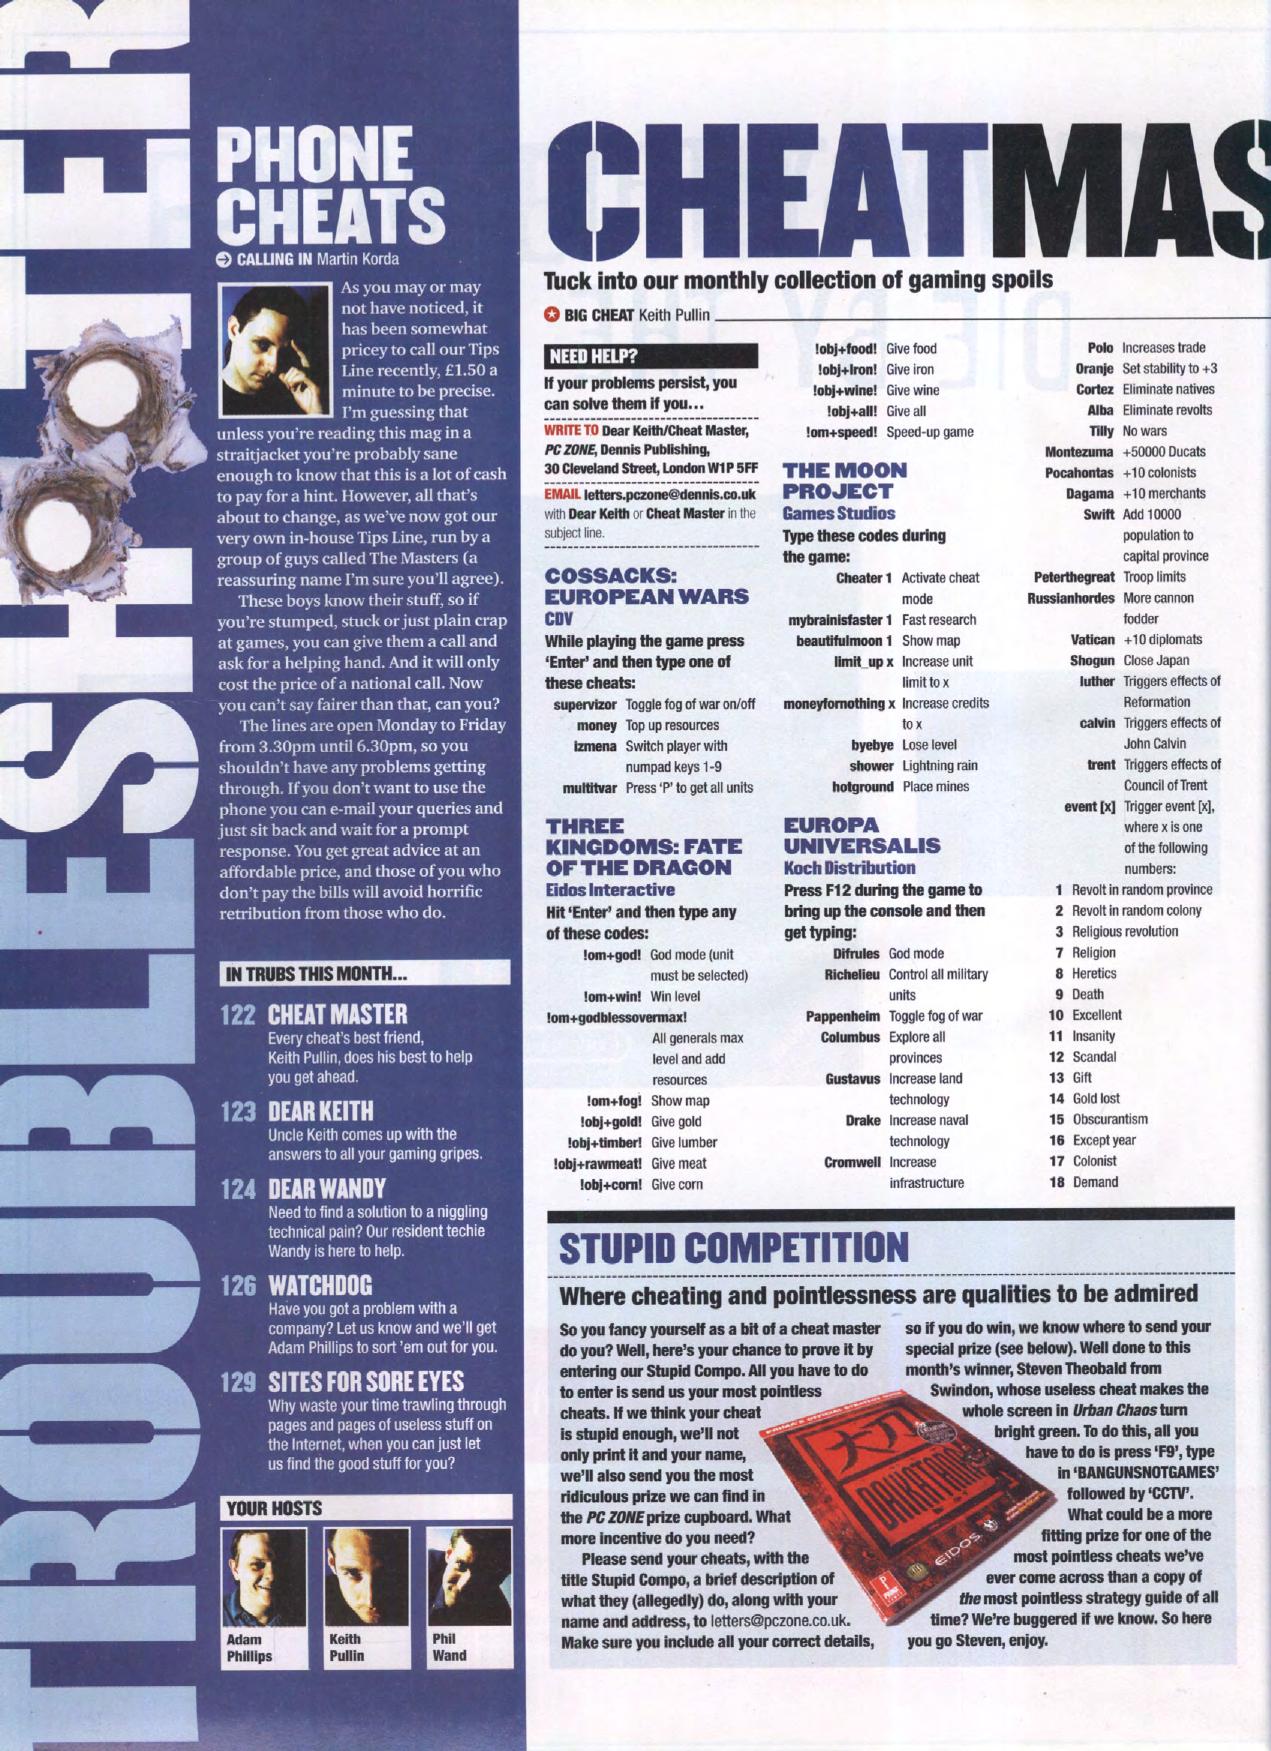 TROUBLESHOOTER
PHONE
CHEATS
CALLING IN Martin Korda
As you may or may
not have noticed, it
has been somewhat
pricey to call our Tips
Line recently, £1.50 a
minute to be precise.
I'm guessing that
unless you're reading this mag in a
straitjacket you're probably sane
enough to know that this is a lot of cash
to pay for a hint. However, all that's
about to change, as we've now got our
very own in-house Tips Line, run by a
group of guys called The Masters (a
reassuring name I'm sure you'll agree).
These boys know their stuff, so if
you're stumped, stuck or just plain crap
at games, you can give them a call and
ask for a helping hand. And it will only
cost the price of a national call. Now
you can't say fairer than that, can you?
The lines are open Monday to Friday
from 3.30pm until 6.30pm, so you
shouldn't have any problems getting
through. If you don't want to use the
phone you can e-mail your queries and
just sit back and wait for a prompt
response. You get great advice at an
affordable price, and those of you who
don't pay the bills will avoid horrific
retribution from those who do.
IN TRUBS THIS MONTH...
122 CHEAT MASTER
Every cheat's best friend,
Keith Pullin, does his best to help
you get ahead.
123 DEAR KEITH
Uncle Keith comes up with the
answers to all your gaming gripes.
124 DEAR WANDY
Need to find a solution to a niggling
technical pain? Our resident techie
Wandy is here to help.
126 WATCHDOG
Have you got a problem with a
company? Let us know and we'll get
Adam Phillips to sort 'em out for you.
129 SITES FOR SORE EYES
Why waste your time trawling through
pages and pages of useless stuff on
the Internet, when you can just let
us find the good stuff for you?
YOUR HOSTS
Adam
Phillips
Keith
Pullin
Phil
Wand
CHEATMAS
Tuck into our monthly collection of gaming spoils
BIG CHEAT Keith Pullin
NEED HELP?
If your problems persist, you
can solve them if you...
WRITE TO Dear Keith/Cheat Master,
PC ZONE, Dennis Publishing,
30 Cleveland Street, London W1P 5FF
EMAIL letters.pczone@dennis.co.uk
with Dear Keith or Cheat Master in the
subject line.
COSSACKS:
EUROPEAN WARS
CDV
While playing the game press
'Enter' and then type one of
these cheats:
supervizor Toggle fog of war on/off
money Top up resources
izmena Switch player with
numpad keys 1-9
multitvar Press 'P' to get all units
THREE
KINGDOMS: FATE
OF THE DRAGON
Eidos Interactive
Hit 'Enter' and then type any
of these codes:
!om+god! God mode (unit
must be selected)
!om+win! Win level
!om+godblessovermax!
All generals max
level and add
resources
!om+fog! Show map
!obj+gold! Give gold
!obj+timber! Give lumber
!obj+rawmeat! Give meat
!obj+corn! Give corn
!obj+food! Give food
!obj+iron! Give iron
!obj+wine! Give wine
!obj+all! Give all
!om+speed! Speed-up game
THE MOON
PROJECT
Games Studios
Type these codes during
the game:
Cheater 1 Activate cheat
mode
mybrainisfaster 1 Fast research
beautifulmoon 1 Show map
limit_up x Increase unit
limit to x
moneyfornothing x Increase credits
to x
byebye Lose level
shower Lightning rain
hotground Place mines
EUROPA
UNIVERSALIS
Koch Distribution
Press F12 during the game to
bring up the console and then
get typing:
Difrules God mode
Richelieu Control all military
units
Pappenheim Toggle fog of war
Columbus Explore all
provinces
Gustavus Increase land
technology
Drake Increase naval
technology
Cromwell Increase
infrastructure
Polo Increases trade
Oranje Set stability to +3
Cortez Eliminate natives
Alba Eliminate revolts
Tilly No wars
Montezuma +50000 Ducats
Pocahontas +10 colonists
Dagama +10 merchants
Swift Add 10000
population to
capital province
Peterthegreat Troop limits
Russianhordes More cannon
fodder
Vatican +10 diplomats
Shogun Close Japan
luther Triggers effects of
Reformation
calvin Triggers effects of
John Calvin
trent Triggers effects of
Council of Trent
event [x] Trigger event [x],
where x is one
of the following
numbers:
1 Revolt in random province
2 Revolt in random colony
3 Religious revolution
7 Religion
8 Heretics
9 Death
10 Excellent
11 Insanity
12 Scandal
13 Gift
14 Gold lost
15 Obscurantism
16 Except year
17 Colonist
18 Demand
STUPID COMPETITION
Where cheating and pointlessness are qualities to be admired
So you fancy yourself as a bit of a cheat master
do you? Well, here's your chance to prove it by
entering our Stupid Compo. All you have to do
to enter is send us your most pointless
cheats. If we think your cheat
is stupid enough, we'll not
only print it and your name,
we'll also send you the most
ridiculous prize we can find in
the PC ZONE prize cupboard. What
more incentive do you need?
Please send your cheats, with the
title Stupid Compo, a brief description of
what they (allegedly) do, along with your
name and address, to letters@pczone.co.uk.
Make sure you include all your correct details,
so if you do win, we know where to send your
special prize (see below). Well done to this
month's winner, Steven Theobald from
Swindon, whose useless cheat makes the
whole screen in Urban Chaos turn
bright green. To do this, all you
have to do is press 'F9', type
in 'BANGUNSNOTGAMES'
followed by 'CCTV'.
What could be a more
fitting prize for one of the
most pointless cheats we've
ever come across than a copy of
the most pointless strategy guide of all
time? We're buggered if we know. So here
you go Steven, enjoy.
PRIMA'S OFFICIAL STRATEGY GUIDE
DAIKATANA
EIDOS